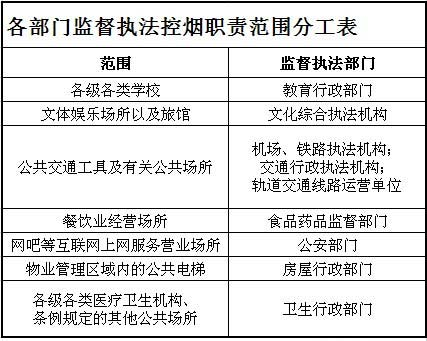 各部门监督执法控烟职责范围分工表
范围 监督执法部门
各级各类学校 教育行政部门
文体娱乐场所以及旅馆 文化综合执法机构
公共交通工具及有关公共场所 机场、铁路执法机构；
交通行政执法机构；
轨道交通线路运营单位
餐饮业经营场所 食品药品监督部门
网吧等互联网上网服务营业场所 公安部门
物业管理区域内的公共电梯 房屋行政部门
各级各类医疗卫生机构、
条例规定的其他公共场所 卫生行政部门